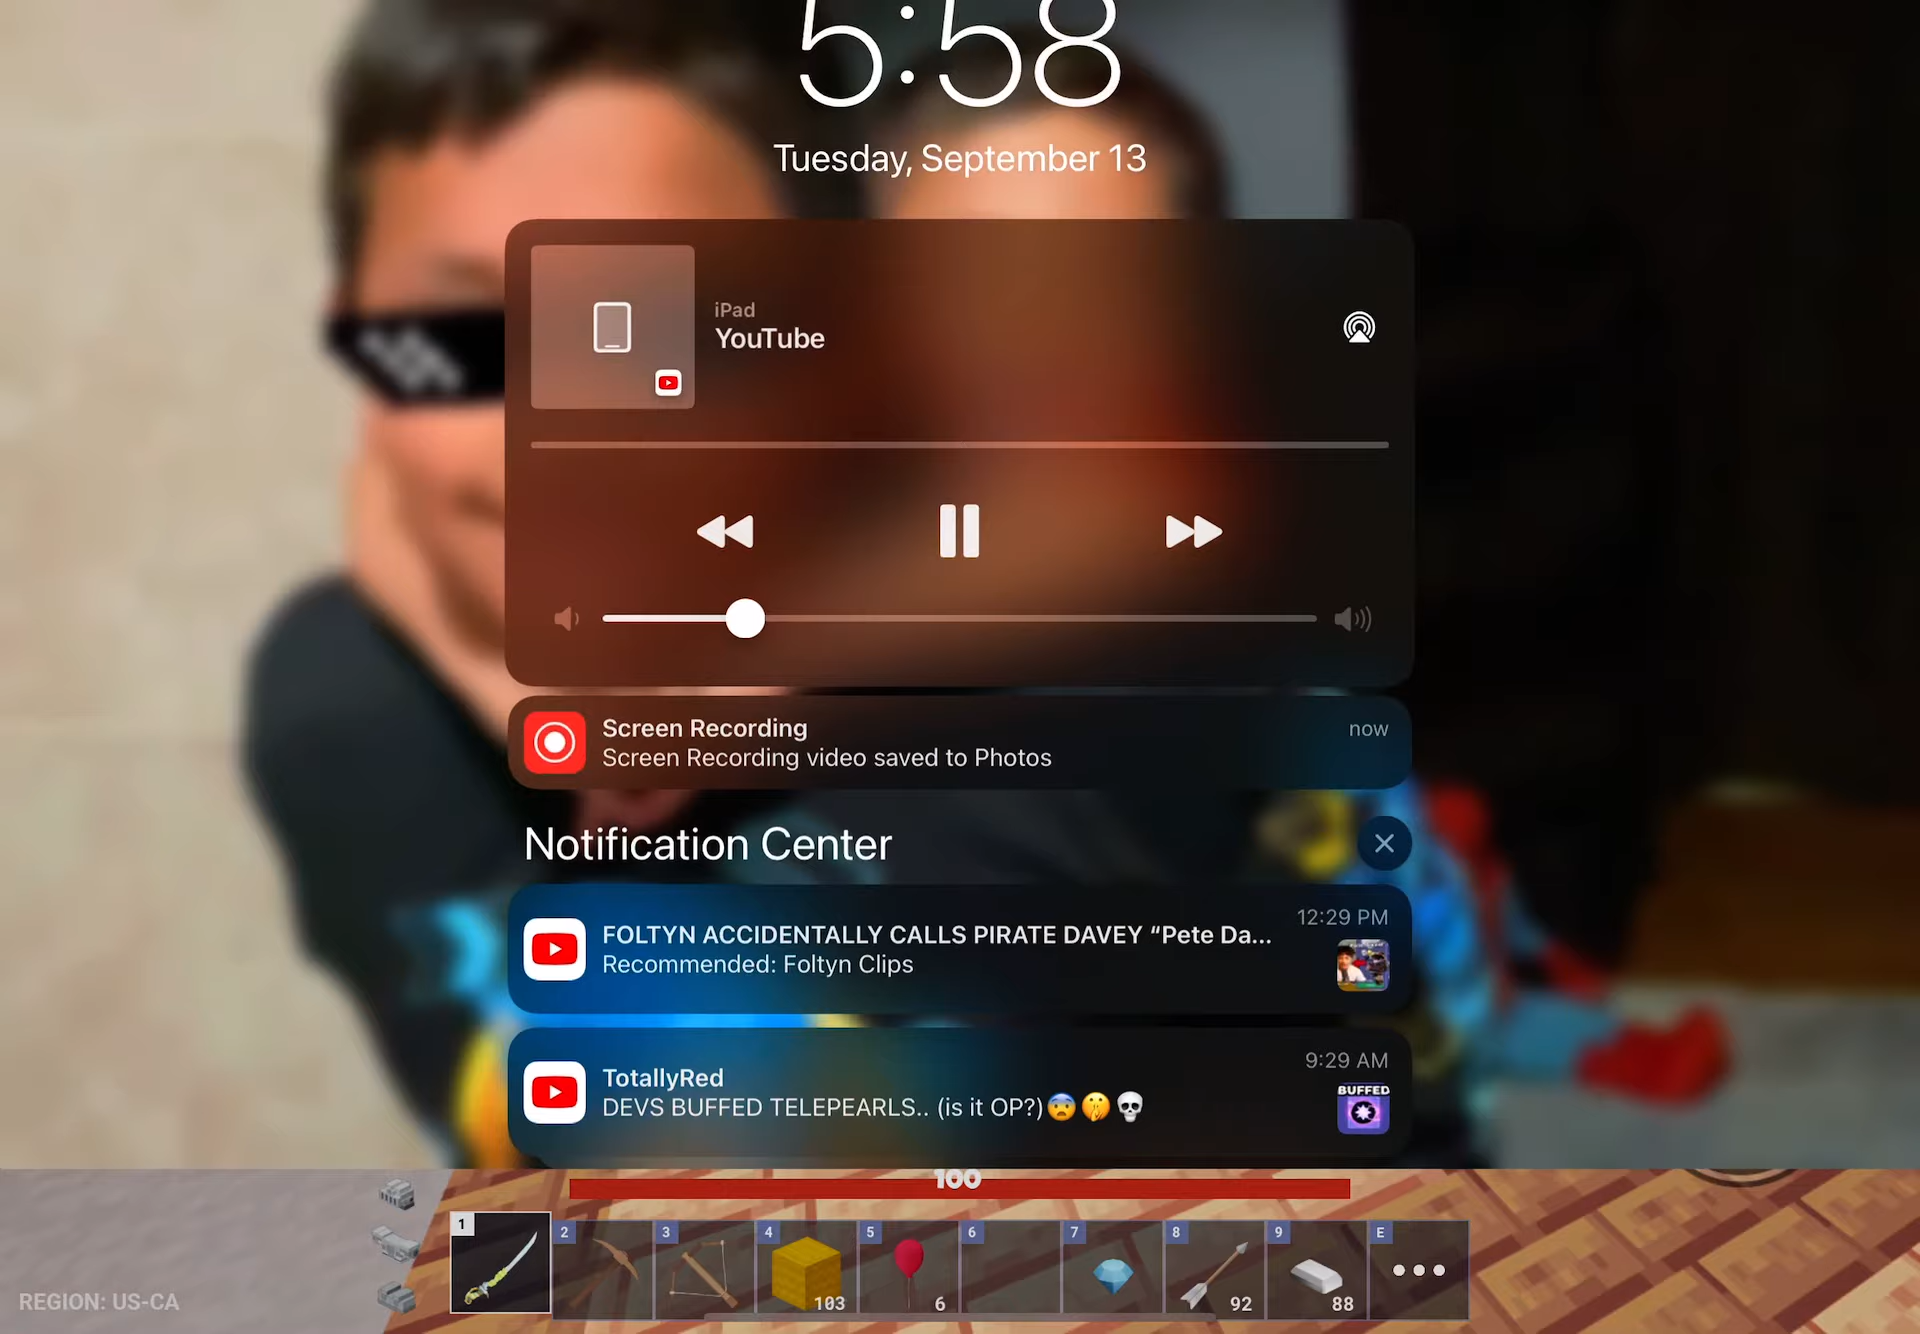 5:58
Tuesday, September 13
iPad
YouTube
Screen Recording
now
Screen Recording video saved to Photos
Notification Center
FOLTYN ACCIDENTALLY CALLS PIRATE DAVEY “Pete Da...
12:29 PM
Recommended: Foltyn Clips
TotallyRed
9:29 AM
DEVS BUFFED TELEPEARLS.. (is it OP?)😨🤫💀
BUFFED
100
1 2 3 4 5 6 7 8 9 E
103 6 92 88
REGION: US-CA